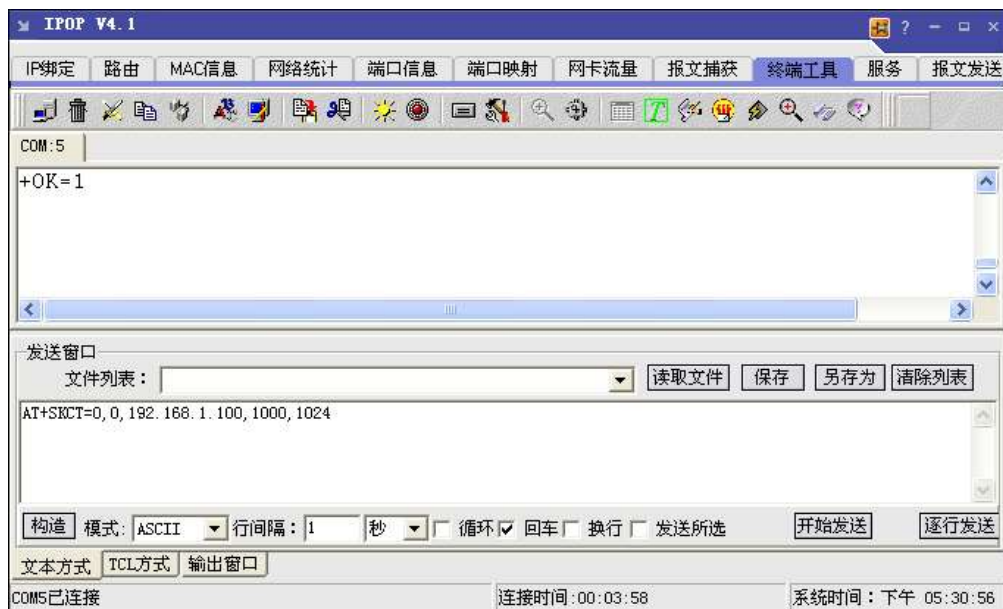 IPOP V4.1
IP绑定 路由 MAC信息 网络统计 端口信息 端口映射 网卡流量 报文捕获 终端工具 服务 报文发送
COM:5
+OK=1
发送窗口
文件列表： 读取文件 保存 另存为 清除列表
AT+SKCT=0,0,192.168.1.100,1000,1024
构造 模式: ASCII 行间隔： 1 秒 循环 回车 换行 发送所选 开始发送 逐行发送
文本方式 TCL方式 输出窗口
COM5已连接 连接时间:00:03:58 系统时间：下午 05:30:56